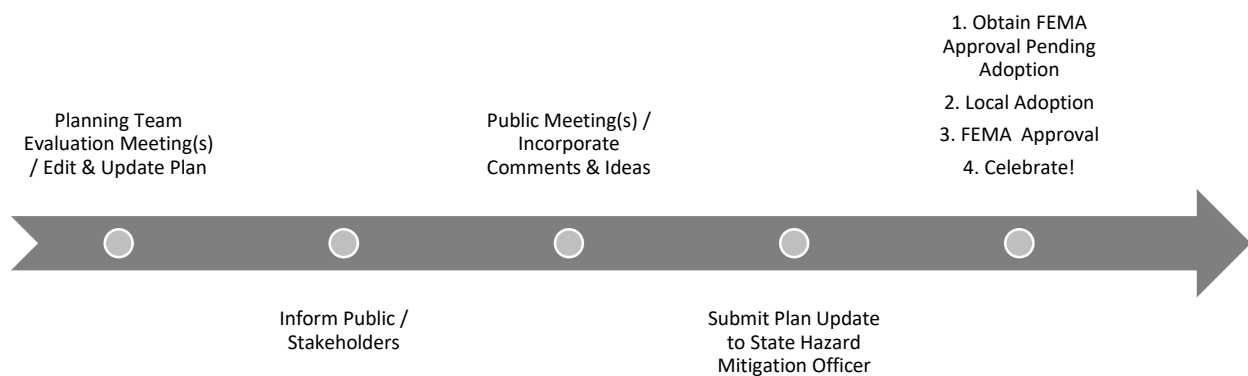 Planning Team
Evaluation Meeting(s)
/ Edit & Update Plan
Inform Public /
Stakeholders
Public Meeting(s) /
Incorporate
Comments & Ideas
Submit Plan Update
to State Hazard
Mitigation Officer
1. Obtain FEMA
Approval Pending
Adoption
2. Local Adoption
3. FEMA  Approval
4. Celebrate!